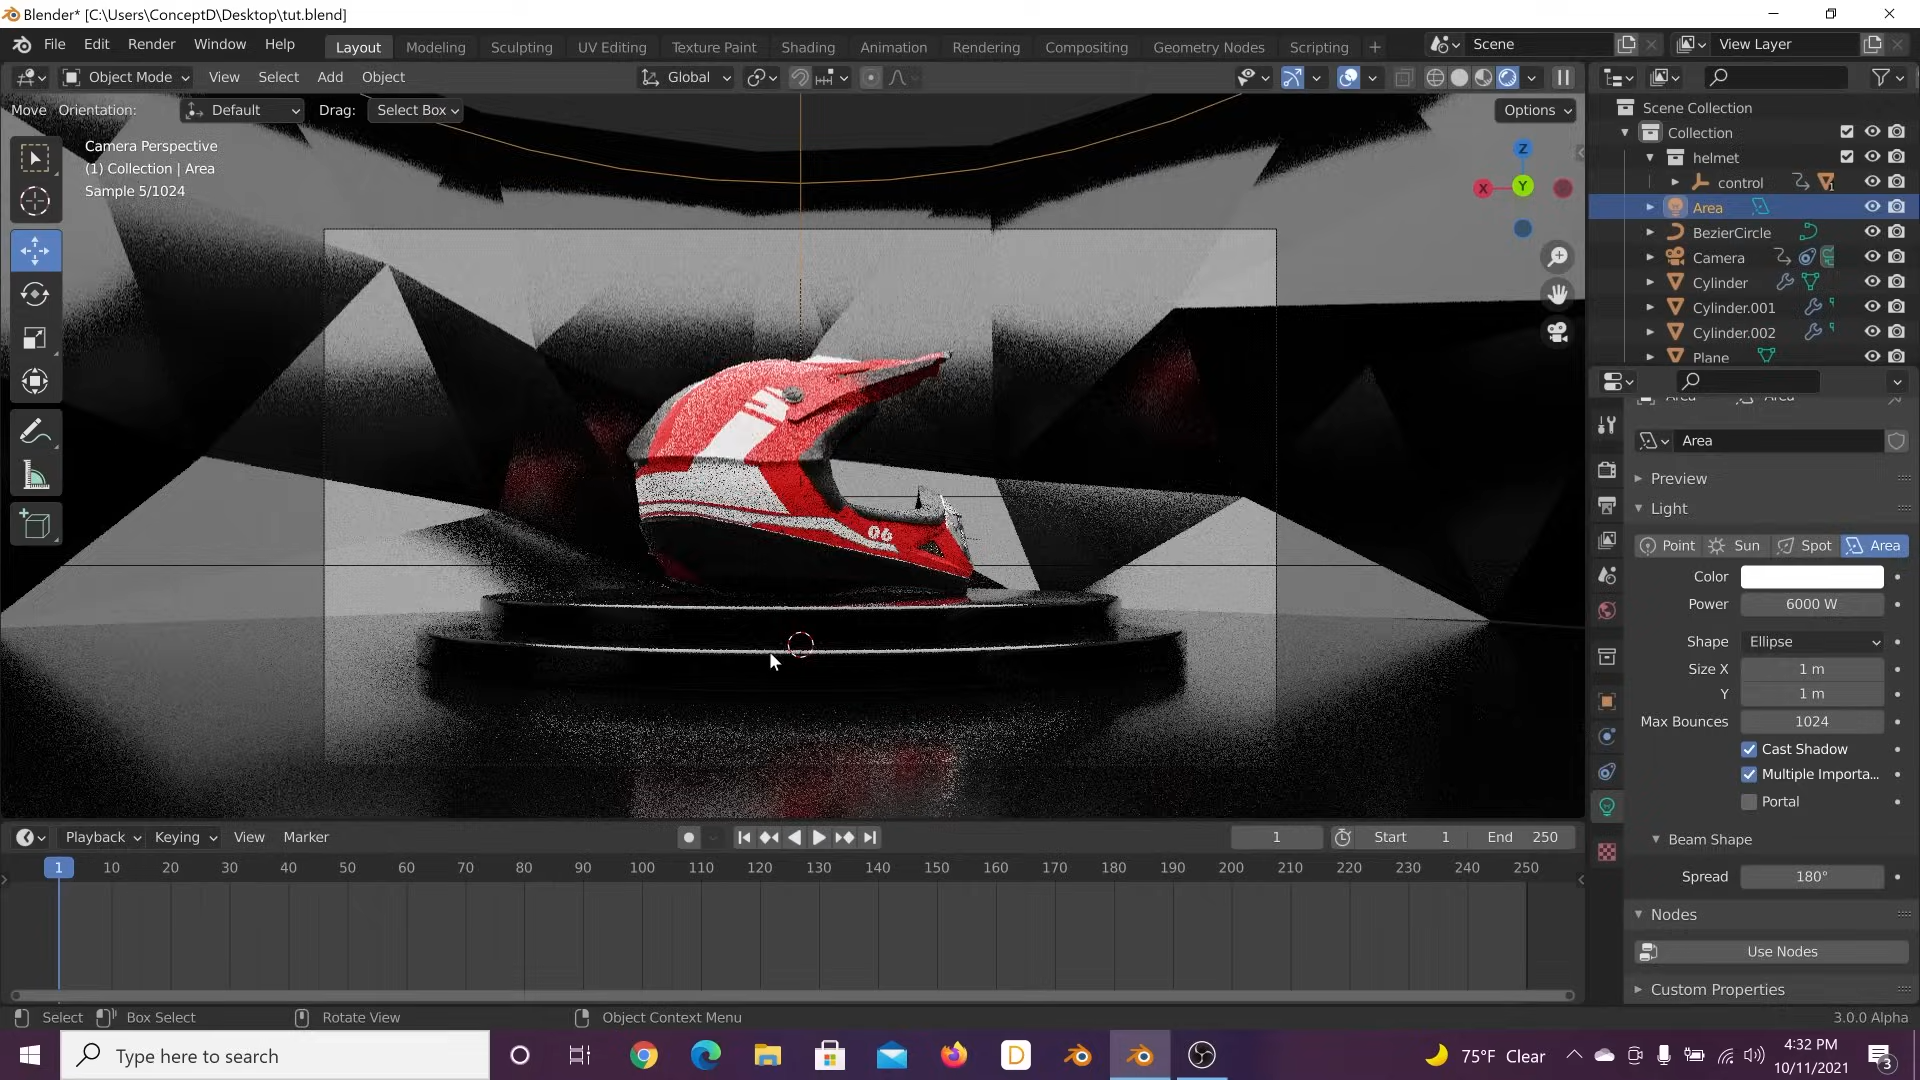 Blender* [C:\Users\ConceptD\Desktop\tut.blend]
File Edit Render Window Help Layout Modeling Sculpting UV Editing Texture Paint Shading Animation Rendering Compositing Geometry Nodes Scripting + Scene View Layer
Object Mode View Select Add Object Global
Move Orientation: Default Drag: Select Box Options
Camera Perspective
(1) Collection | Area
Sample 5/1024
Z
X
Y
06
Scene Collection
Collection
helmet
control
1
Area
BezierCircle
Camera
Cylinder
Cylinder.001
Cylinder.002
Plane
Area Area
Area
Preview
Light
Point Sun Spot Area
Color
Power 6000 W
Shape Ellipse
Size X 1 m
Y 1 m
Max Bounces 1024
Cast Shadow
Multiple Importa...
Portal
Beam Shape
Spread 180°
Nodes
Use Nodes
Custom Properties
Playback Keying View Marker 1 Start 1 End 250
1 10 20 30 40 50 60 70 80 90 100 110 120 130 140 150 160 170 180 190 200 210 220 230 240 250
Select Box Select Rotate View Object Context Menu 3.0.0 Alpha
Type here to search
D
75°F Clear
4:32 PM
10/11/2021
3